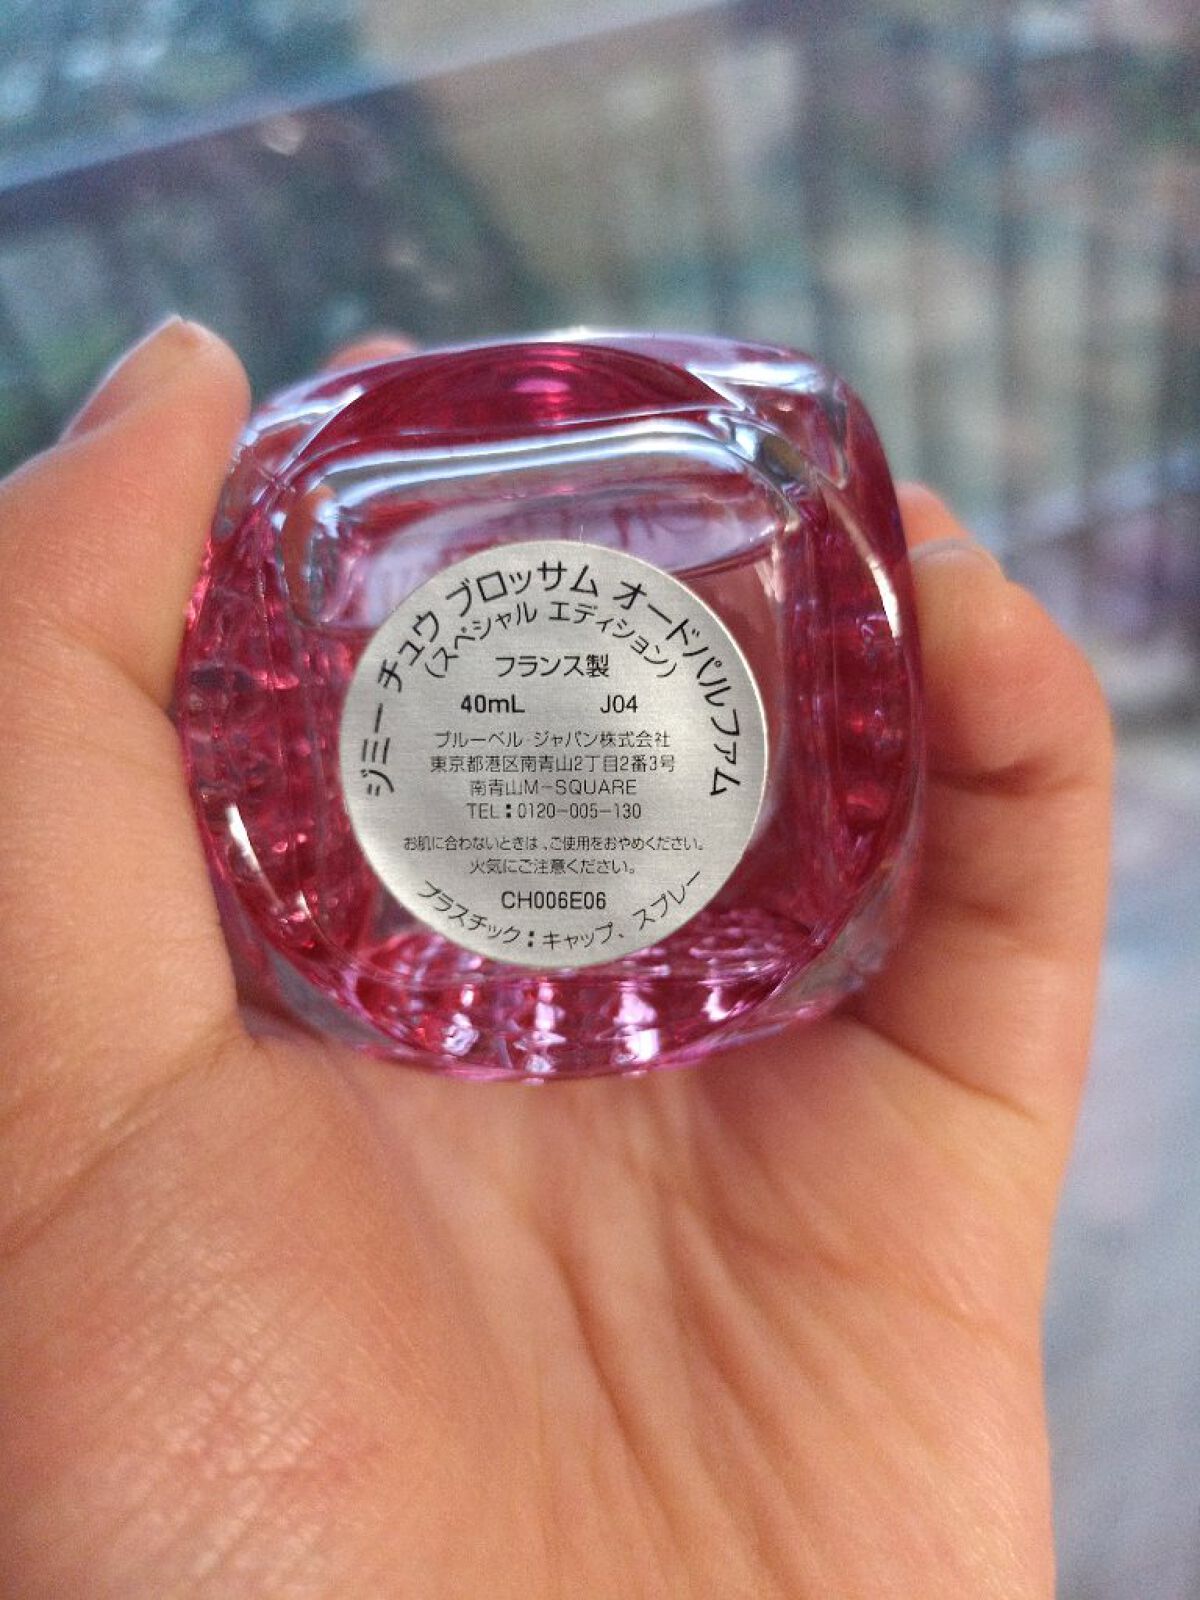 ジミー チュウ ブロッサム オードパルファム
(スペシャル エディション)
フランス製
40mL J04
ブルーベル・ジャパン株式会社
東京都港区南青山2丁目2番3号
南青山M-SQUARE
TEL:0120-005-130
お肌に合わないときは、ご使用をおやめください。
火気にご注意ください。
CH006E06
プラスチック:キャップ、スプレー